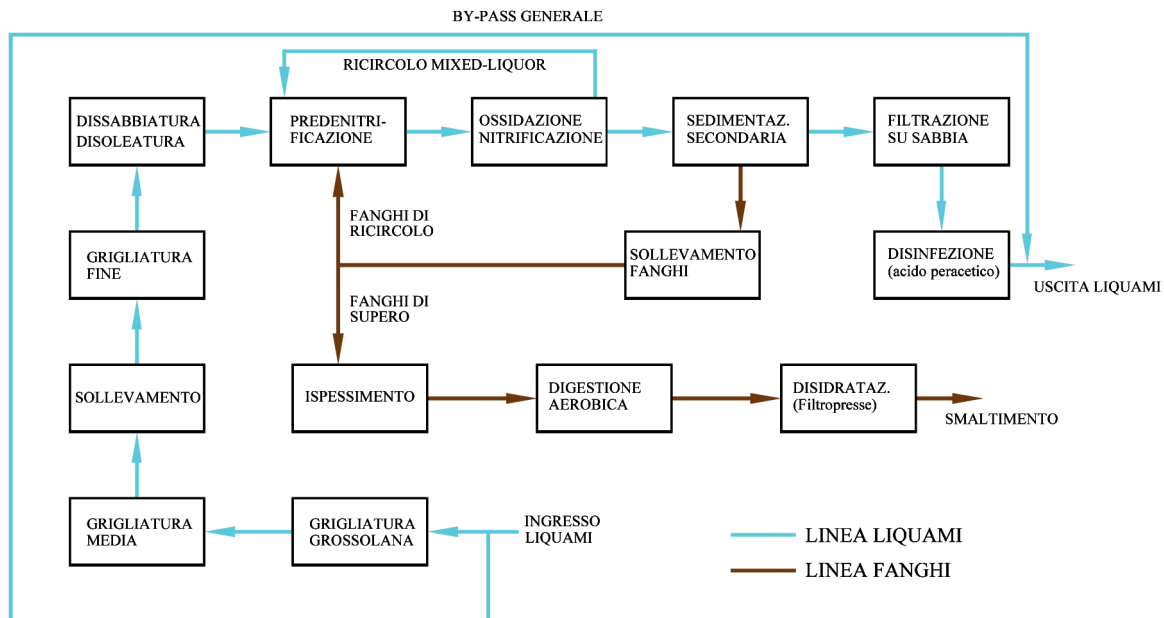 BY-PASS GENERALE
RICIRCOLO MIXED-LIQUOR
DISSABBIATURA
DISOLEATURA
PREDENITRI-
FICAZIONE
OSSIDAZIONE
NITRIFICAZIONE
SEDIMENTAZ.
SECONDARIA
FILTRAZIONE
SU SABBIA
GRIGLIATURA
FINE
FANGHI DI
RICIRCOLO
SOLLEVAMENTO
FANGHI
DISINFEZIONE
(acido peracetico)
USCITA LIQUAMI
FANGHI DI
SUPERO
SOLLEVAMENTO
ISPESSIMENTO
DIGESTIONE
AEROBICA
DISIDRATAZ.
(Filtropresse)
SMALTIMENTO
GRIGLIATURA
MEDIA
GRIGLIATURA
GROSSOLANA
INGRESSO
LIQUAMI
LINEA LIQUAMI
LINEA FANGHI